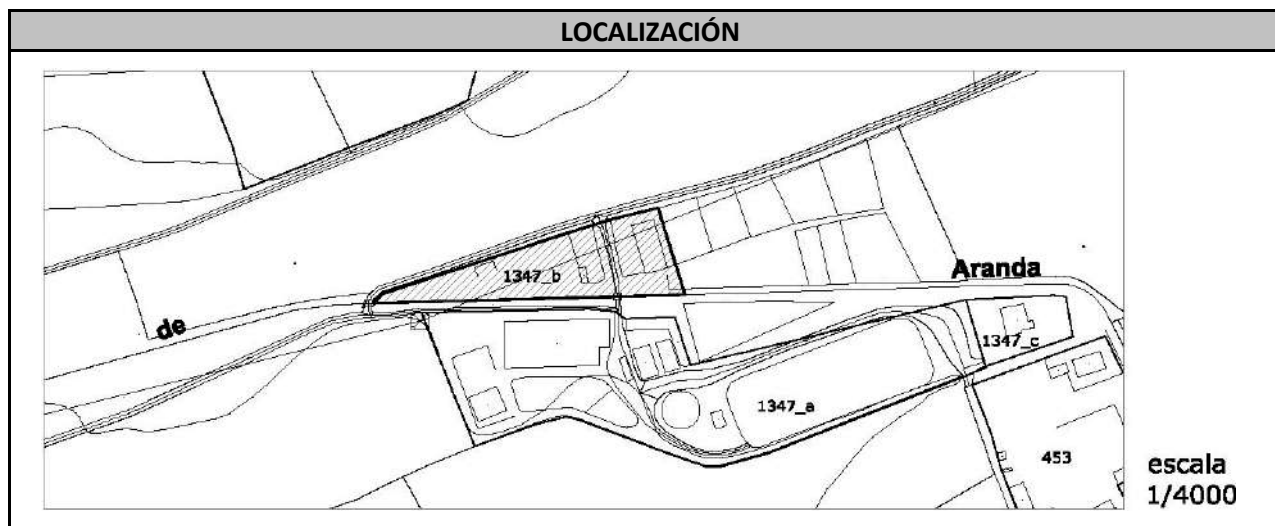 LOCALIZACIÓN
Aranda
1347_b
de
1347_c
1347_a
453
escala
1/4000